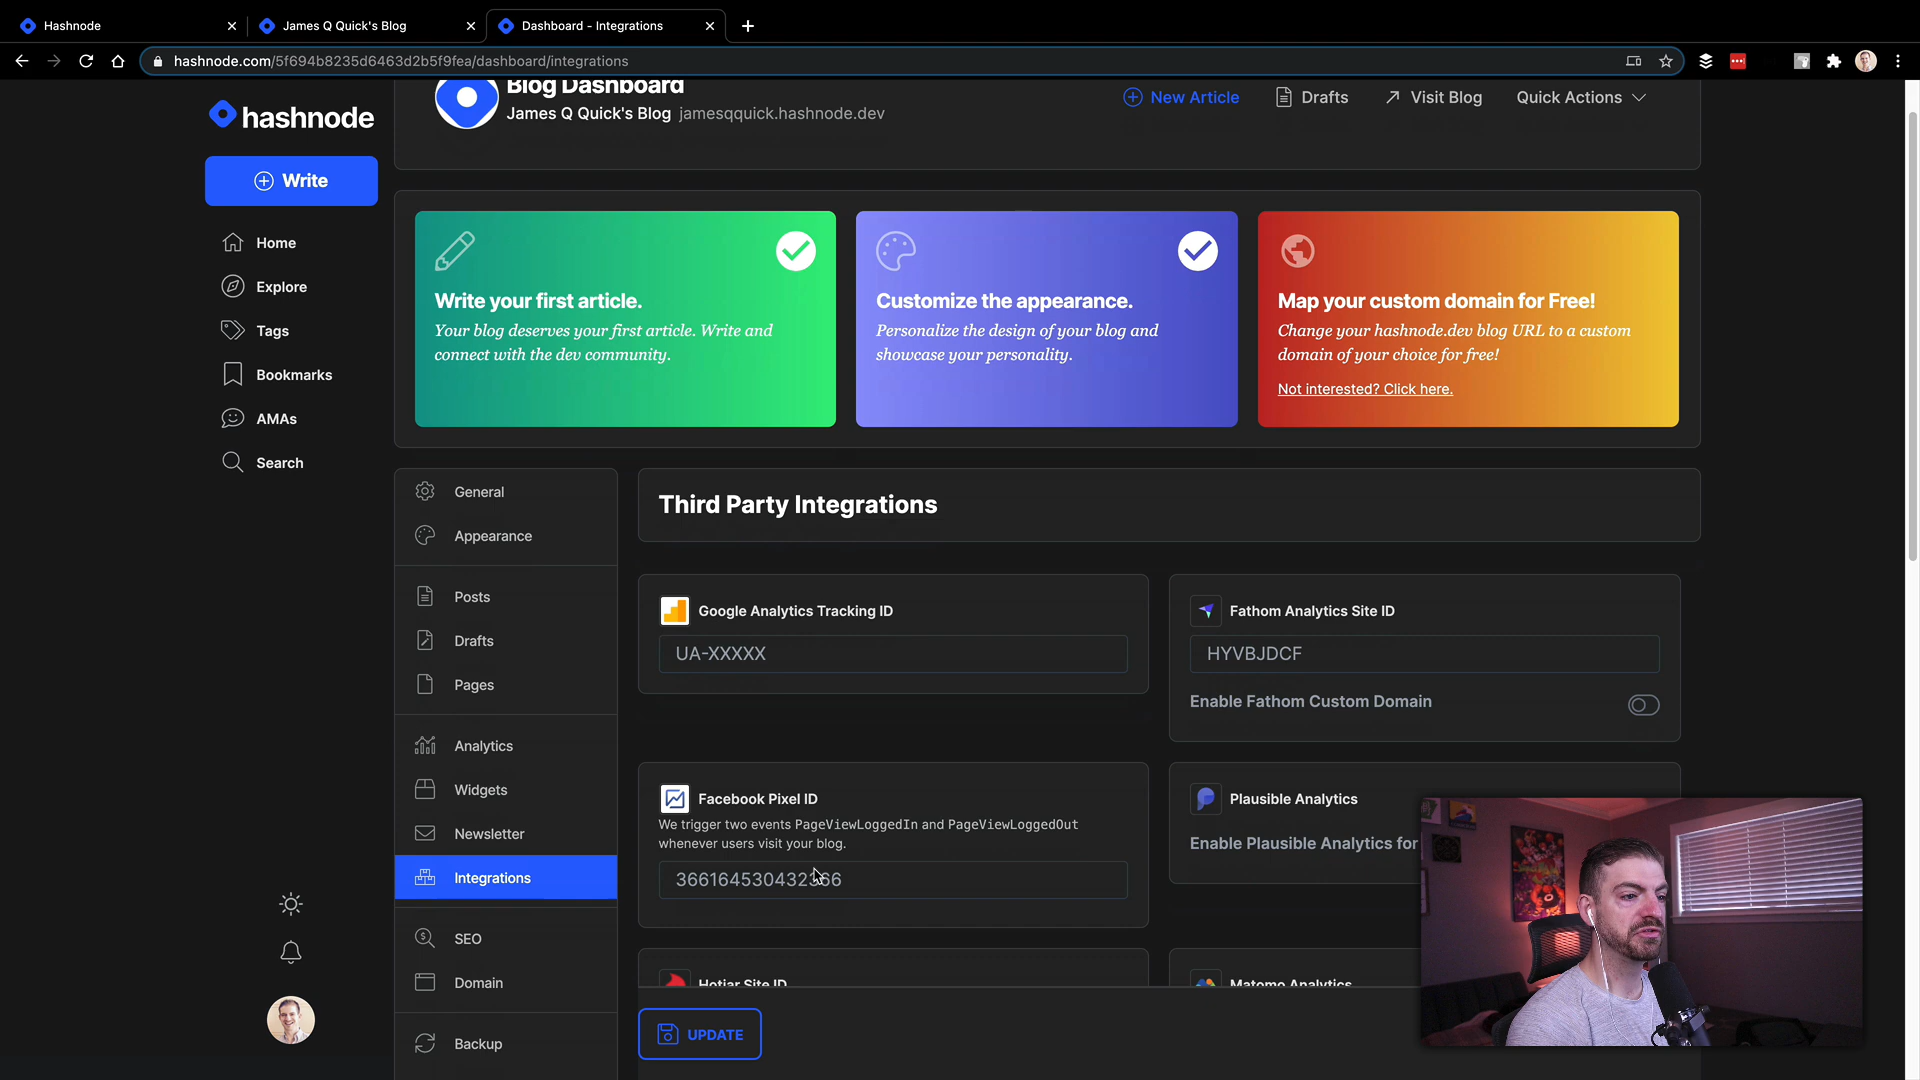 Hashnode
James Q Quick's Blog
Dashboard - Integrations
hashnode.com/5f694b8235d6463d2b5f9fea/dashboard/integrations
hashnode
Write
Home
Explore
Tags
Bookmarks
AMAs
Search
Blog Dashboard
James Q Quick's Blog jamesqquick.hashnode.dev
New Article
Drafts
Visit Blog
Quick Actions
Write your first article.
Your blog deserves your first article. Write and
connect with the dev community.
Customize the appearance.
Personalize the design of your blog and
showcase your personality.
Map your custom domain for Free!
Change your hashnode.dev blog URL to a custom
domain of your choice for free!
Not interested? Click here.
General
Appearance
Posts
Drafts
Pages
Analytics
Widgets
Newsletter
Integrations
SEO
Domain
Backup
Third Party Integrations
Google Analytics Tracking ID
UA-XXXXX
Fathom Analytics Site ID
HYVBJDCF
Enable Fathom Custom Domain
Facebook Pixel ID
We trigger two events PageViewLoggedIn and PageViewLoggedOut
whenever users visit your blog.
366164530432366
Plausible Analytics
Enable Plausible Analytics for
Hotjar Site ID
Matomo Analytics
UPDATE